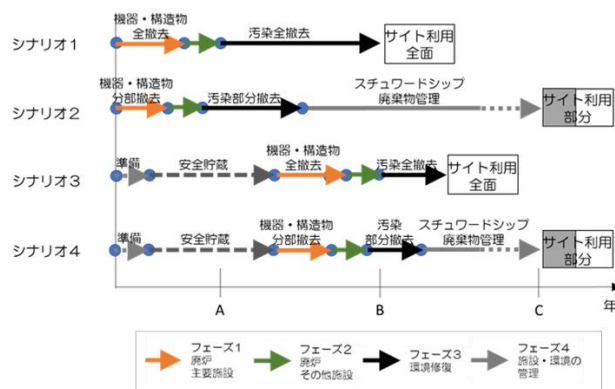 機器・構造物
全撤去
汚染全撤去
シナリオ1
サイト利用
全面
機器・構造物
分部撤去
汚染部分撤去
スチュワードシップ
廃棄物管理
シナリオ2
サイト利用
部分
機器・構造物
全撤去
汚染全撤去
準備
安全貯蔵
シナリオ3
サイト利用
全面
機器・構造物
分部撤去
汚染
部分撤去
スチュワードシップ
廃棄物管理
準備
安全貯蔵
シナリオ4
サイト利用
部分
A
B
C
年
フェーズ1
廃炉
主要施設
フェーズ2
廃炉
その他施設
フェーズ3
環境修復
フェーズ4
施設・環境の
管理